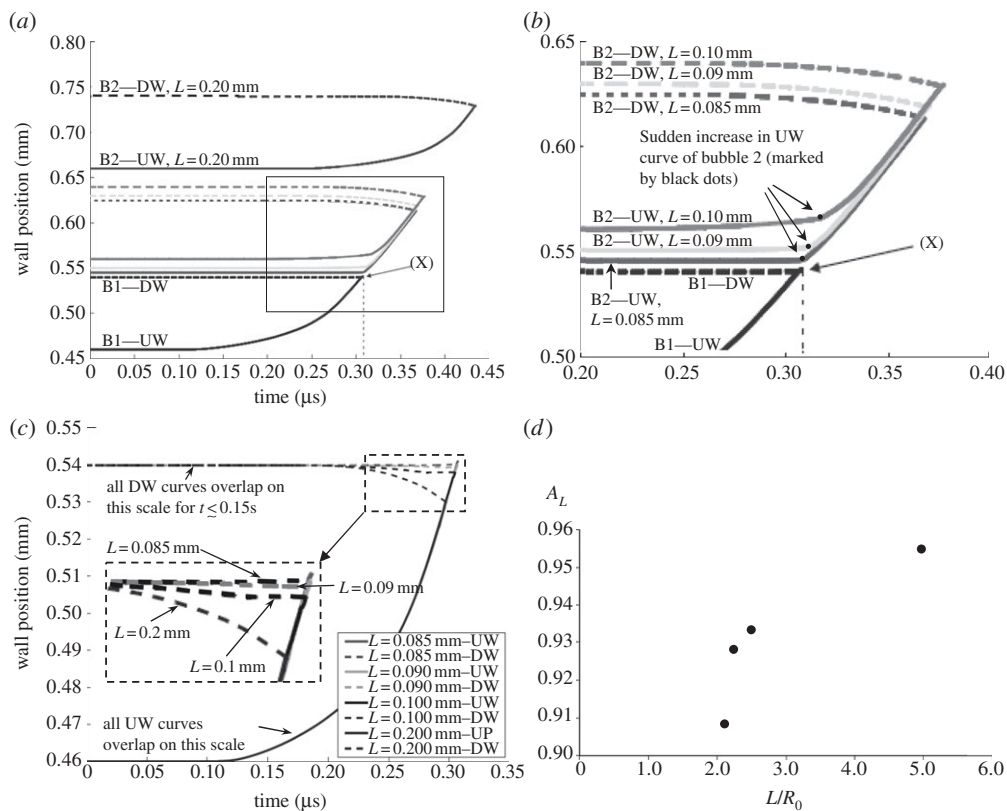 (a)
0.80
0.75
0.70
0.65
0.60
0.55
0.50
0.45
wall position (mm)
B2—DW, L = 0.20 mm
B2—UW, L = 0.20 mm
(X)
B1—DW
B1—UW
0
0.05
0.10
0.15
0.20
0.25
0.30
0.35
0.40
0.45
0.50
time (µs)
(b)
0.65
0.60
0.55
0.50
B2—DW, L = 0.10 mm
B2—DW, L = 0.09 mm
B2—DW, L = 0.085 mm
Sudden increase in UW
curve of bubble 2 (marked
by black dots)
B2—UW, L = 0.10 mm
B2—UW, L = 0.09 mm
(X)
B1—DW
B2—UW,
L = 0.085 mm
B1—UW
0.20
0.25
0.30
0.35
0.40
(c)
0.55
0.54
0.53
0.52
0.51
0.50
0.49
0.48
0.47
0.46
wall position (mm)
all DW curves overlap on
this scale for t ≲ 0.15s
L = 0.085 mm
L = 0.09 mm
L = 0.2 mm
L = 0.1 mm
L = 0.085 mm–UW
L = 0.085 mm–DW
L = 0.090 mm–UW
L = 0.090 mm–DW
L = 0.100 mm–UW
L = 0.100 mm–DW
L = 0.200 mm–UP
L = 0.200 mm–DW
all UW curves
overlap on this scale
0
0.05
0.10
0.15
0.20
0.25
0.30
0.35
time (µs)
(d)
A_L
0.96
0.95
0.94
0.93
0.92
0.91
0.90
0
1.0
2.0
3.0
4.0
5.0
6.0
L/R₀